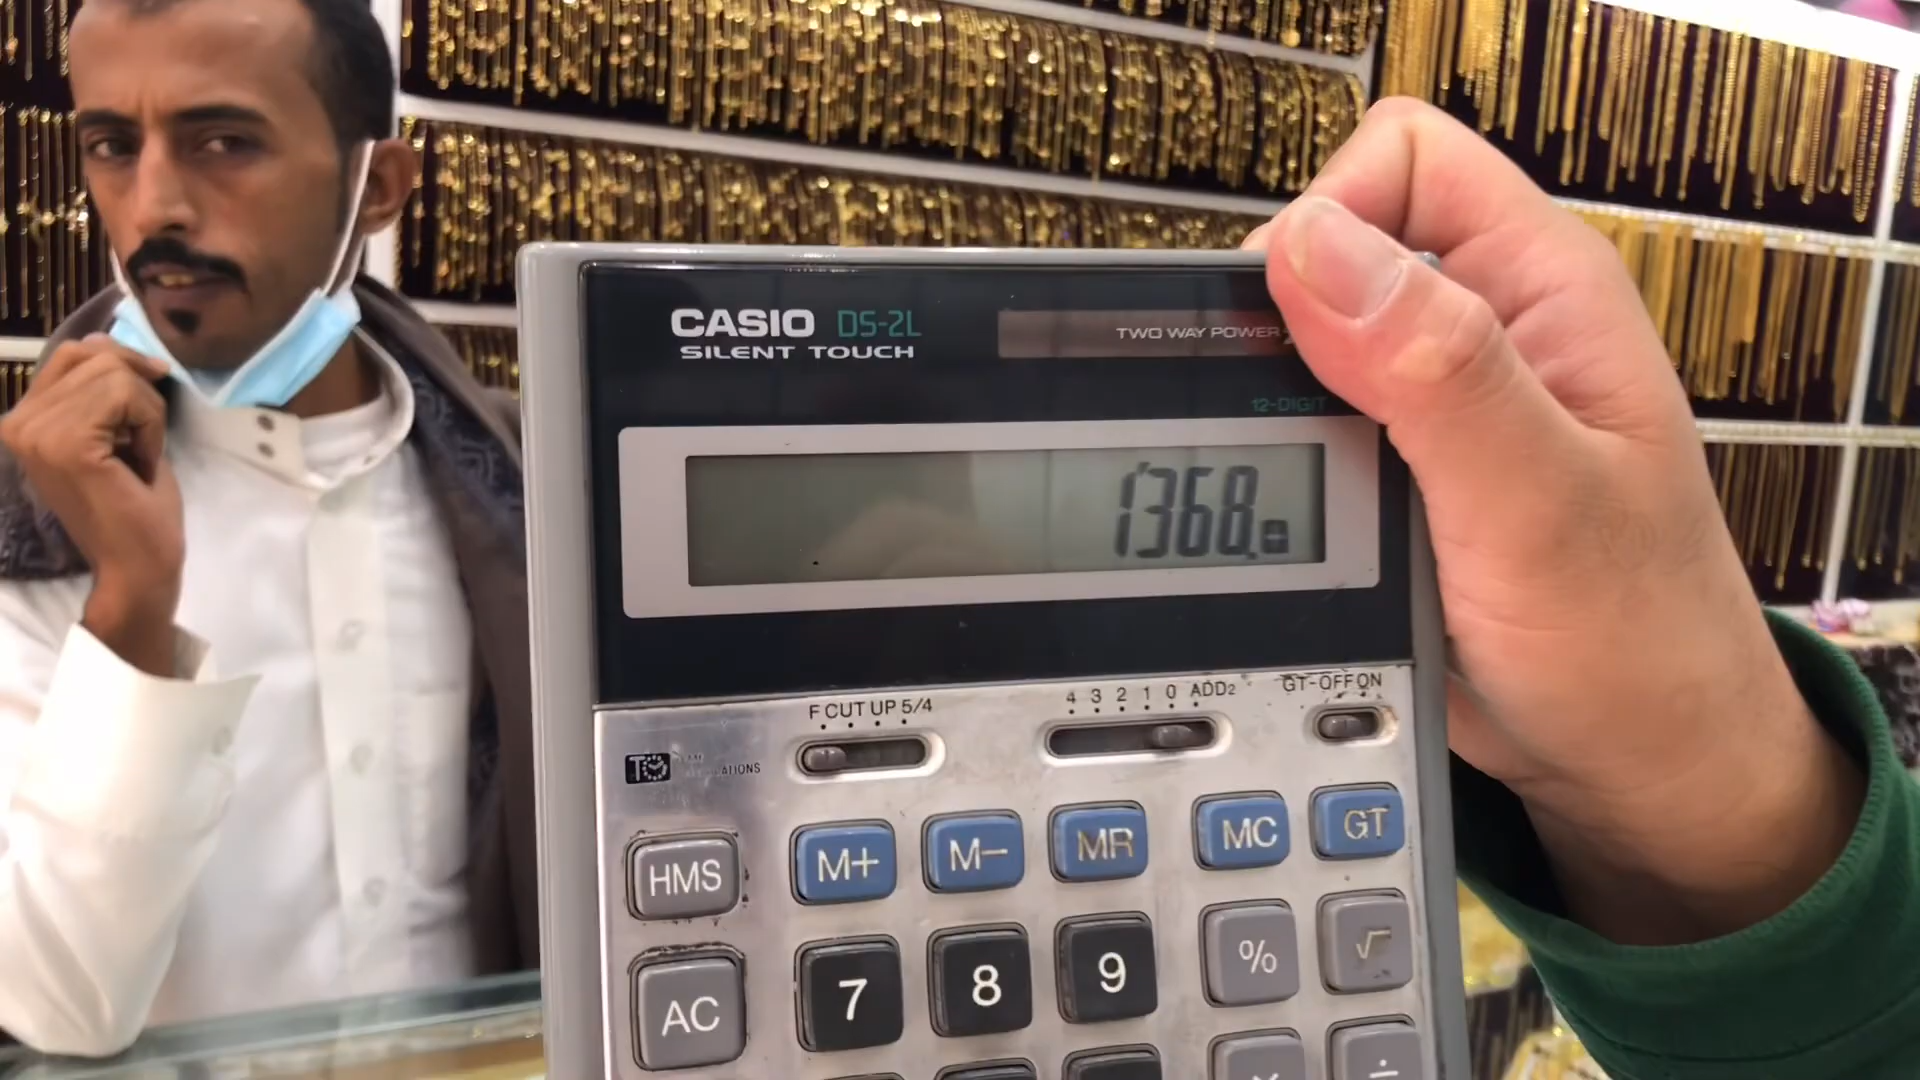 CASIO DS-2L
SILENT TOUCH
TWO WAY POWER
12-DIGIT
1368.
F CUT UP 5/4
4 3 2 1 0 ADD2
GT-OFF ON
HMS M+ M− MR MC GT
AC 7 8 9 % √
÷